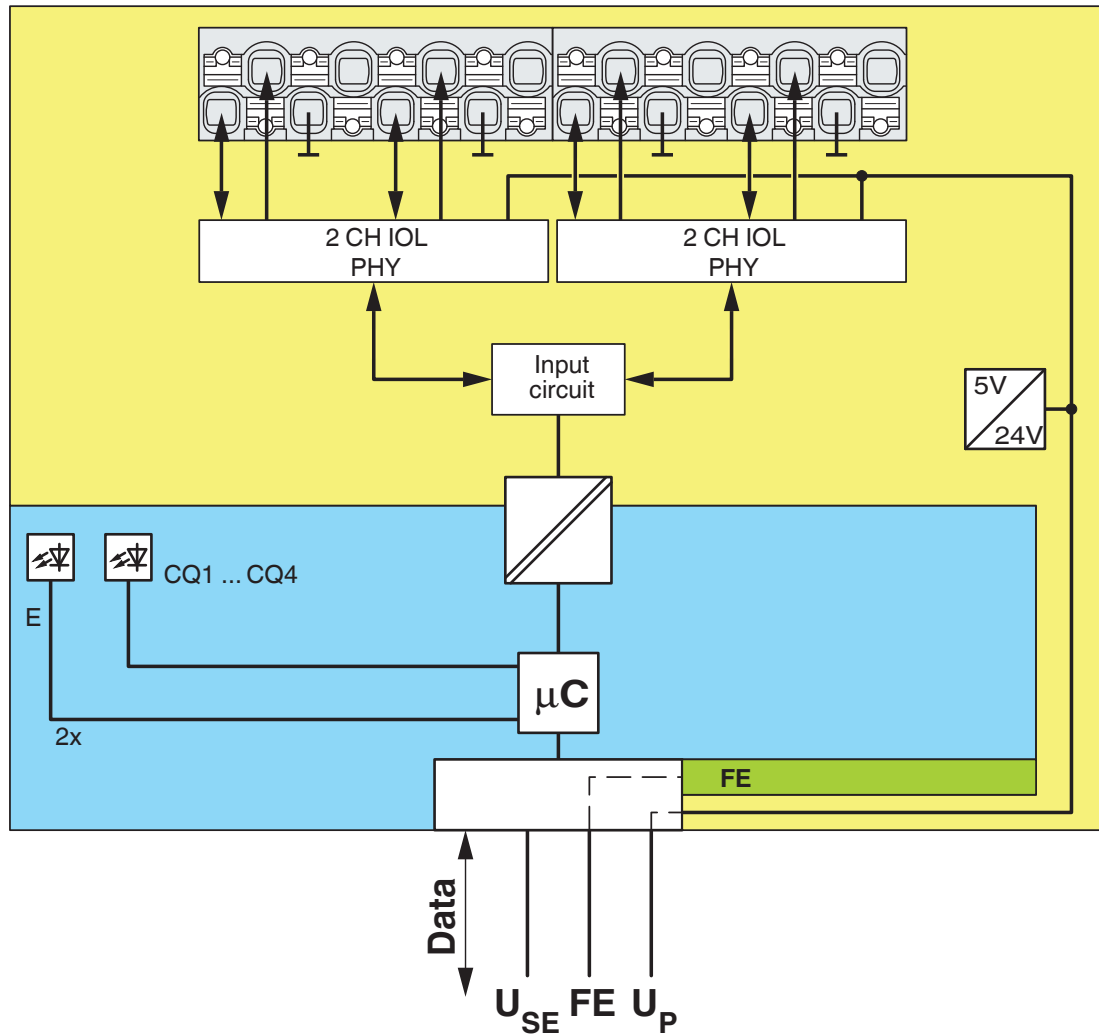 2 CH IOL
PHY
2 CH IOL
PHY
Input
circuit
5V
24V
CQ1 ... CQ4
E
µC
2x
FE
Data
USE FE UP